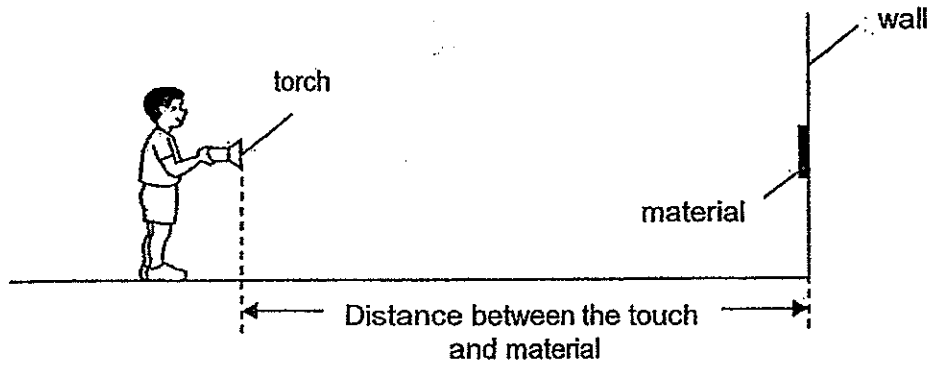 wall
torch
material
Distance between the touch
and material